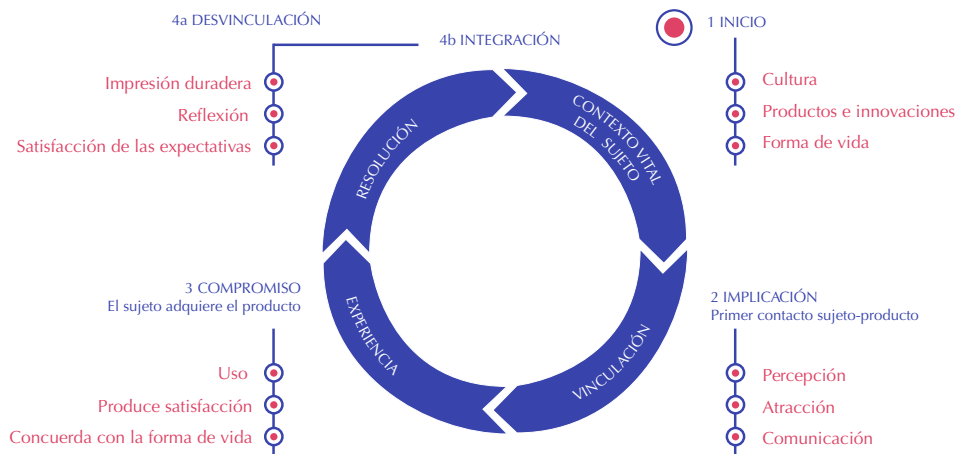 4a DESVINCULACIÓN
4b INTEGRACIÓN
Impresión duradera
Reflexión
Satisfacción de las expectativas
1 INICIO
Cultura
Productos e innovaciones
Forma de vida
CONTEXTO VITAL
DEL SUJETO
RESOLUCIÓN
EXPERIENCIA
VINCULACIÓN
3 COMPROMISO
El sujeto adquiere el producto
Uso
Produce satisfacción
Concuerda con la forma de vida
2 IMPLICACIÓN
Primer contacto sujeto-producto
Percepción
Atracción
Comunicación